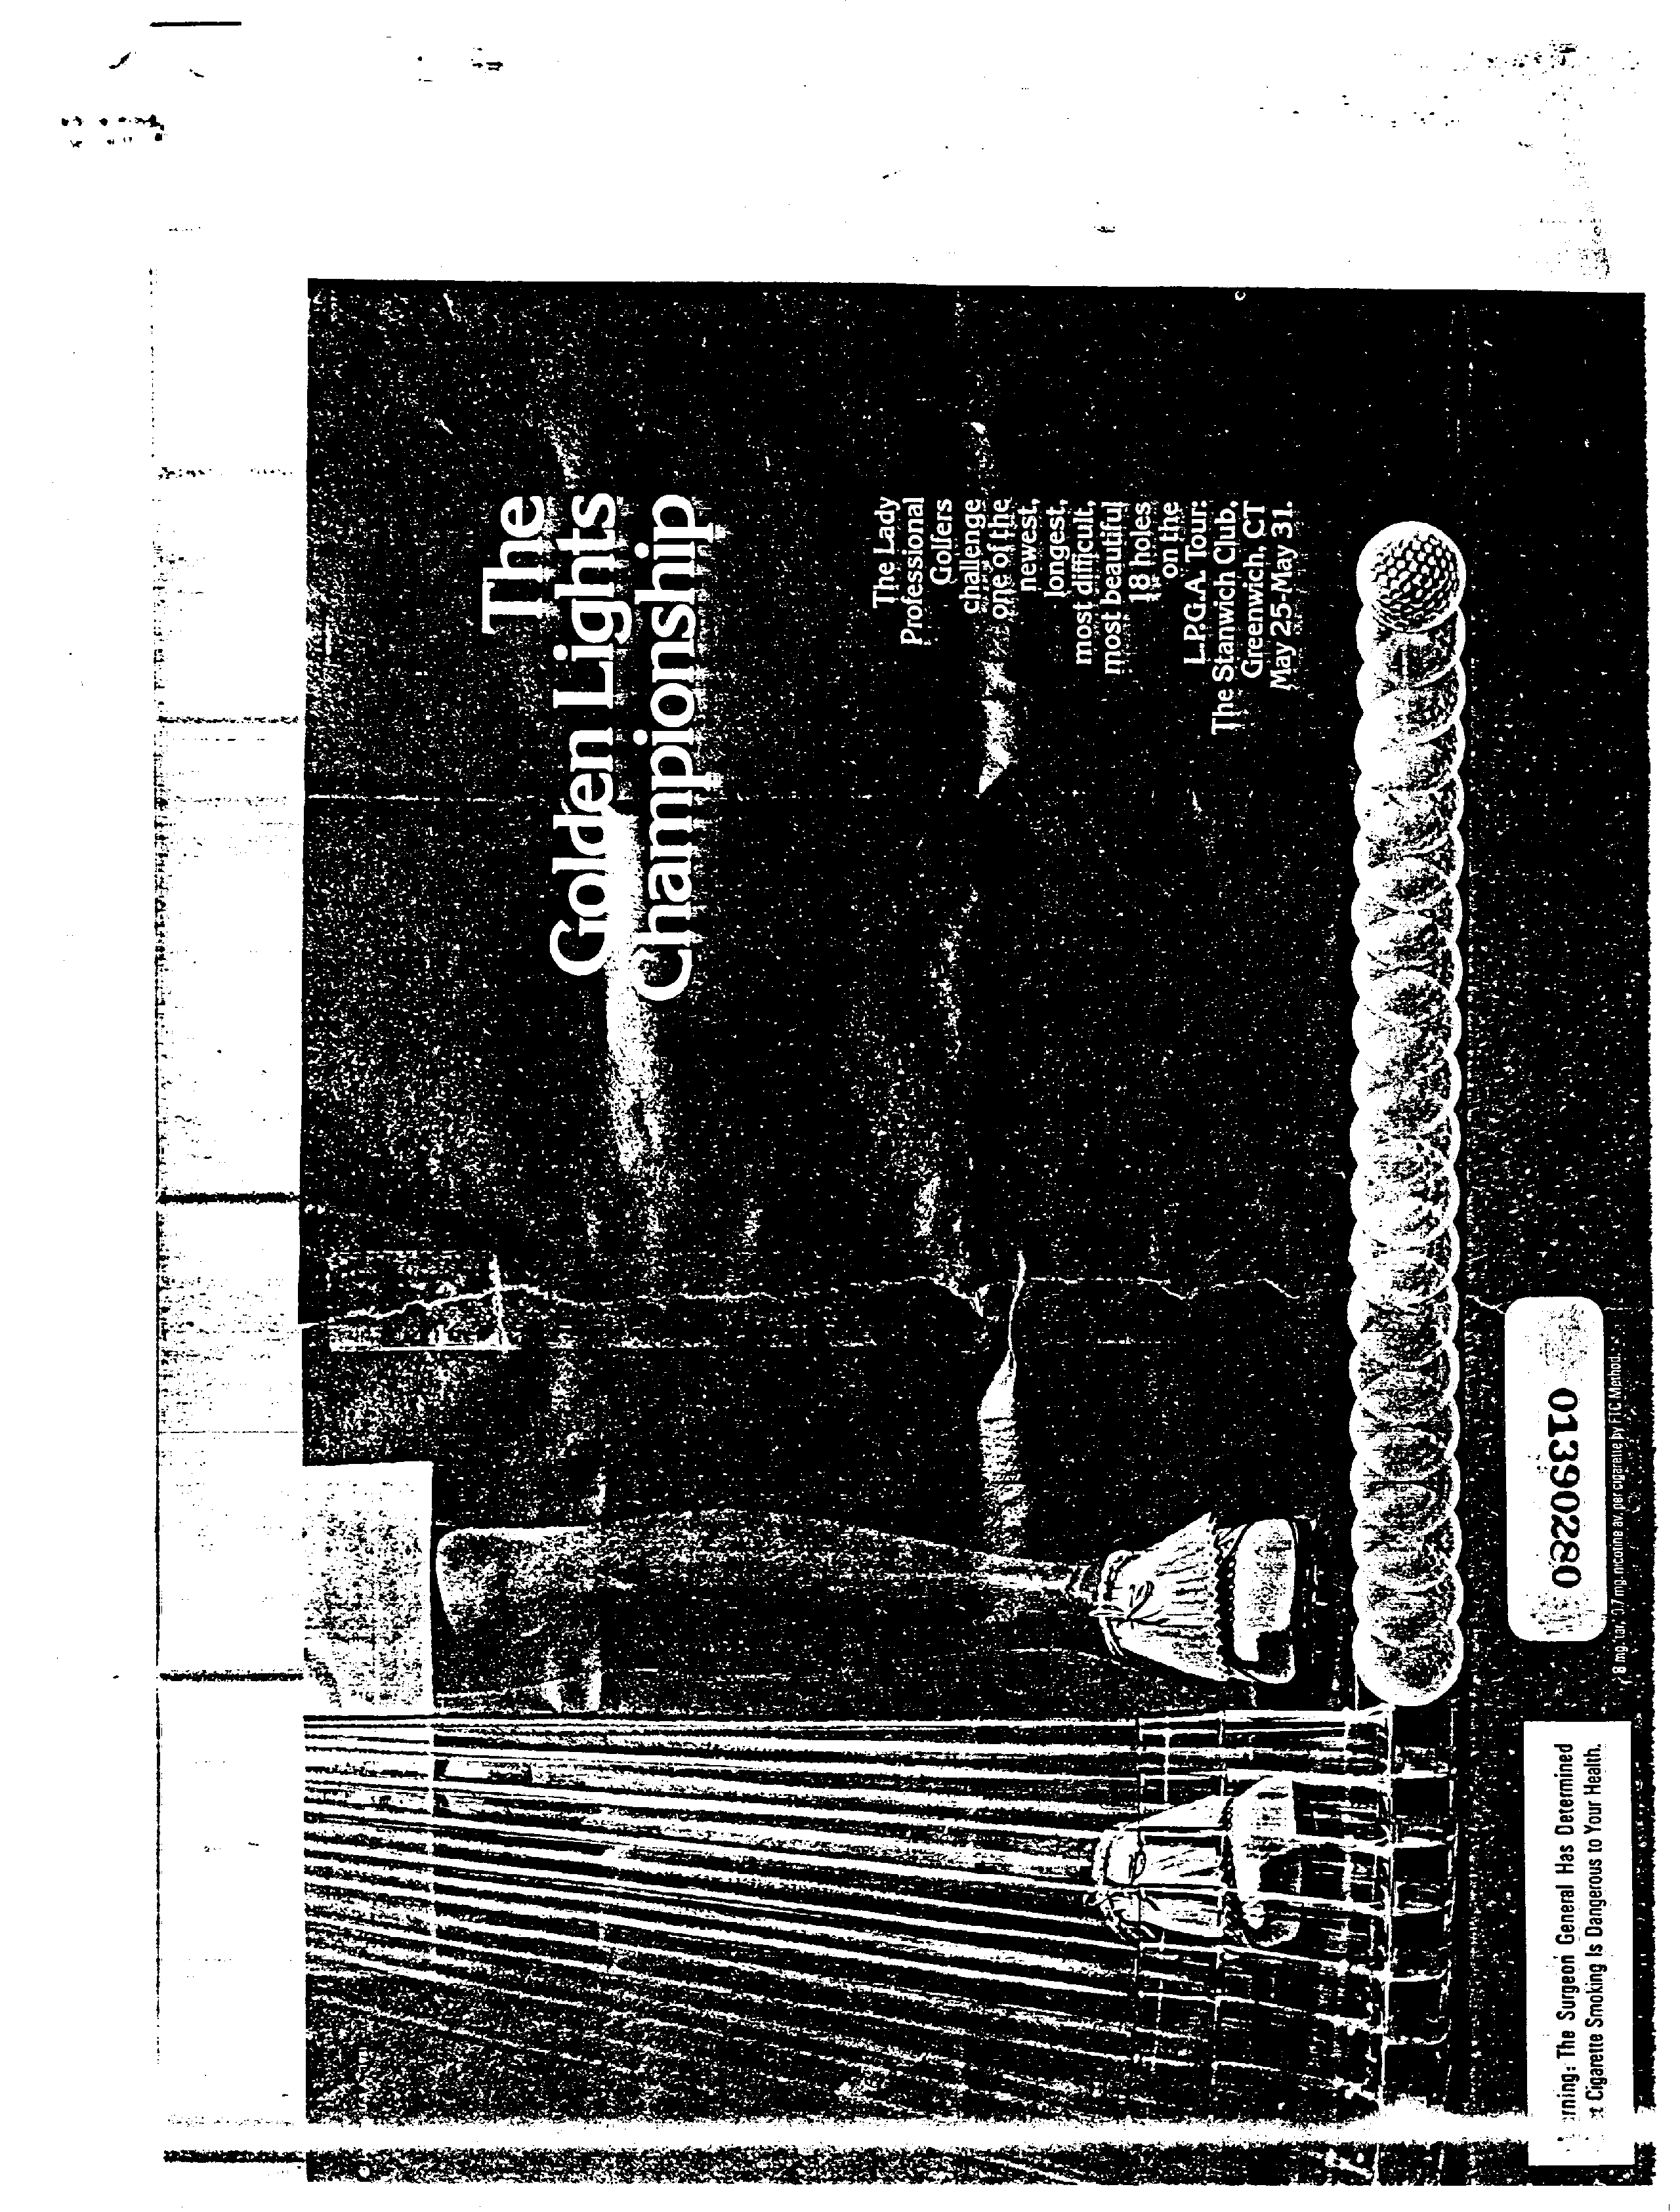 The
Golden Lights
Championship
The Lady
Professional
Golfers
challenge
one of the
newest,
longest,
most difficult,
most beautiful
18 holes
on the
L.P.G.A. Tour:
The Stanwich Club,
Greenwich, CT
May 25-May 31.
01390280
8 mg. tar, 0.7 mg. nicotine av. per cigarette by FTC Method.
The Surgeon General Has Determined
Cigarette Smoking Is Dangerous to Your Health.